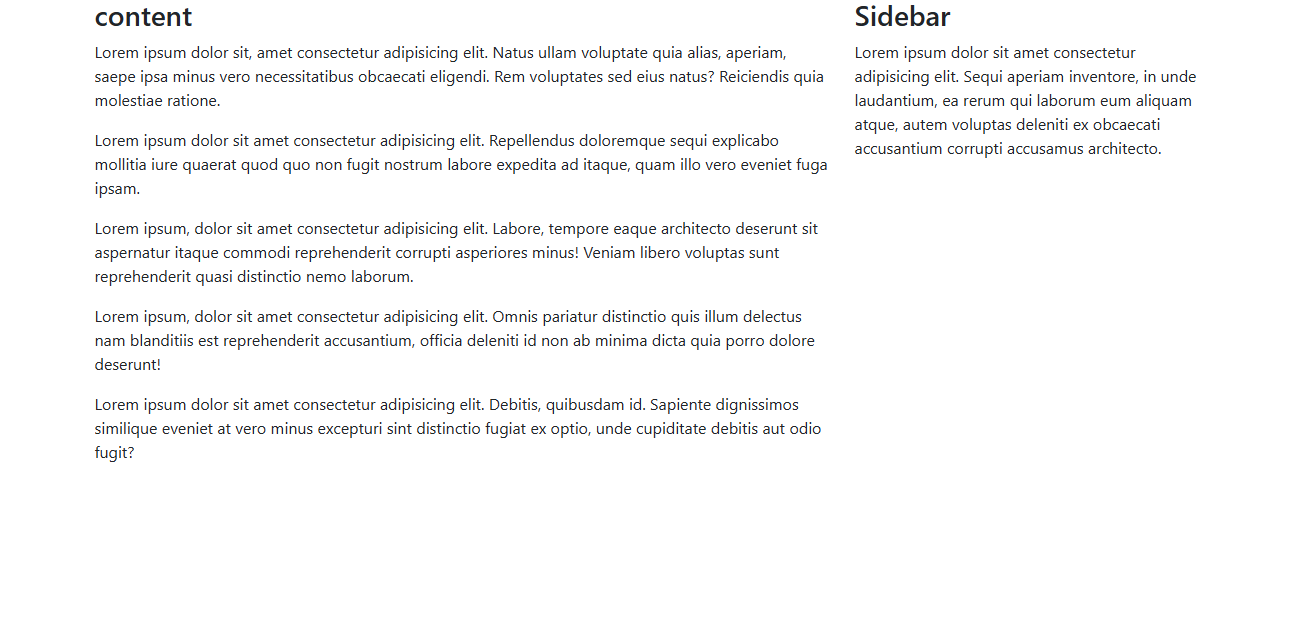 content
Lorem ipsum dolor sit, amet consectetur adipisicing elit. Natus ullam voluptate quia alias, aperiam,
saepe ipsa minus vero necessitatibus obcaecati eligendi. Rem voluptates sed eius natus? Reiciendis quia
molestiae ratione.
Lorem ipsum dolor sit amet consectetur adipisicing elit. Repellendus doloremque sequi explicabo
mollitia iure quaerat quod quo non fugit nostrum labore expedita ad itaque, quam illo vero eveniet fuga
ipsam.
Lorem ipsum, dolor sit amet consectetur adipisicing elit. Labore, tempore eaque architecto deserunt sit
aspernatur itaque commodi reprehenderit corrupti asperiores minus! Veniam libero voluptas sunt
reprehenderit quasi distinctio nemo laborum.
Lorem ipsum, dolor sit amet consectetur adipisicing elit. Omnis pariatur distinctio quis illum delectus
nam blanditiis est reprehenderit accusantium, officia deleniti id non ab minima dicta quia porro dolore
deserunt!
Lorem ipsum dolor sit amet consectetur adipisicing elit. Debitis, quibusdam id. Sapiente dignissimos
similique eveniet at vero minus excepturi sint distinctio fugiat ex optio, unde cupiditate debitis aut odio
fugit?
Sidebar
Lorem ipsum dolor sit amet consectetur
adipisicing elit. Sequi aperiam inventore, in unde
laudantium, ea rerum qui laborum eum aliquam
atque, autem voluptas deleniti ex obcaecati
accusantium corrupti accusamus architecto.